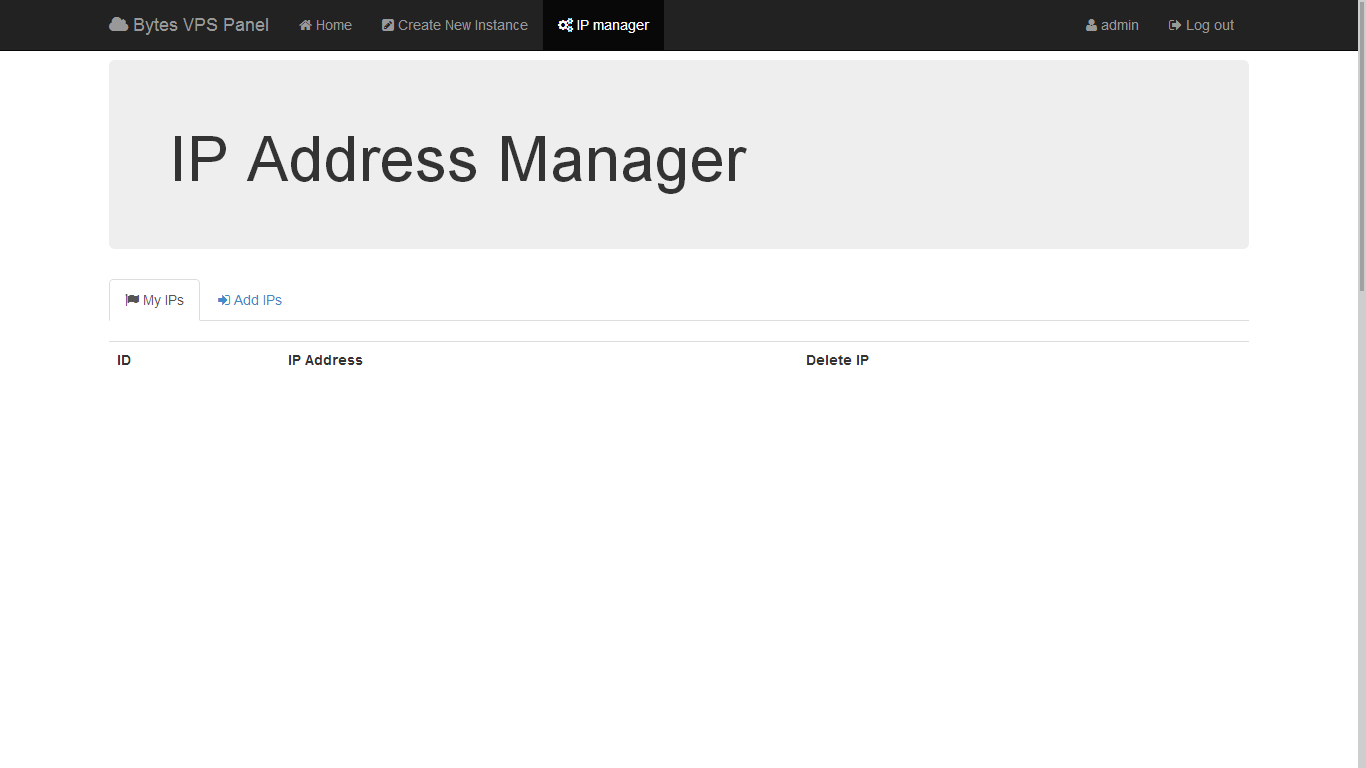 Bytes VPS Panel Home Create New Instance IP manager admin Log out
IP Address Manager
My IPs Add IPs
ID IP Address Delete IP